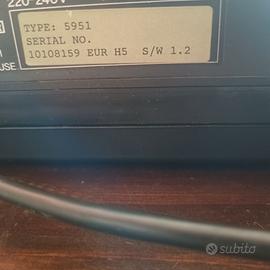 220-240V
TYPE: 5951
SERIAL NO.
10108159 EUR H5 S/W 1.2
USE
subito